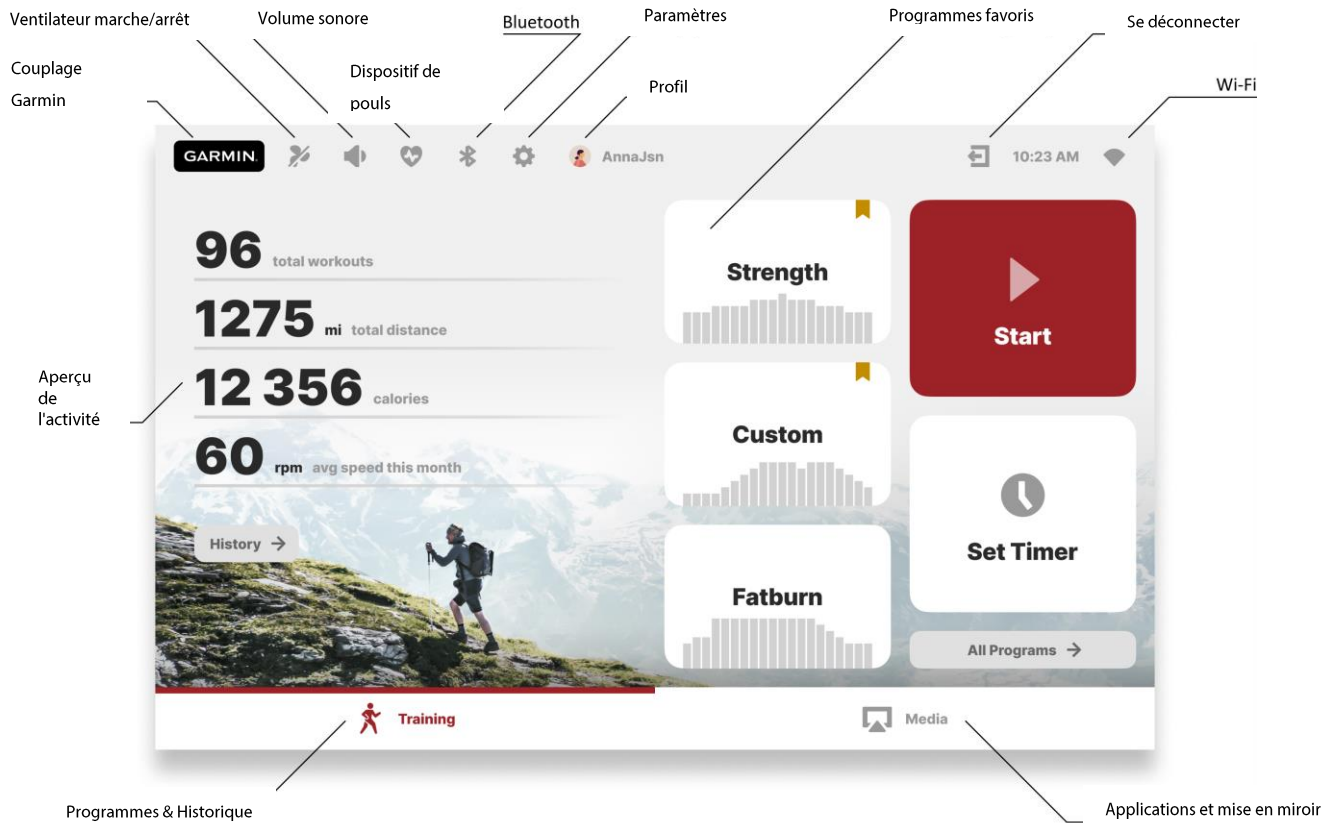 Ventilateur marche/arrêt
Volume sonore
Bluetooth
Paramètres
Programmes favoris
Se déconnecter
Couplage
Garmin
Dispositif de
pouls
Profil
Wi-Fi
GARMIN.
AnnaJsn
10:23 AM
96 total workouts
1275 mi total distance
12 356 calories
60 rpm avg speed this month
History →
Aperçu
de
l'activité
Strength
Custom
Fatburn
Start
Set Timer
All Programs →
Training
Media
Programmes & Historique
Applications et mise en miroir